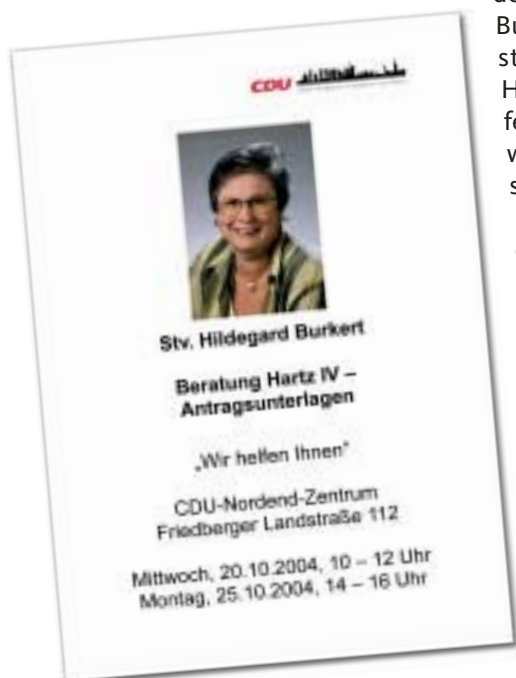 CDU
Stv. Hildegard Burkert
Beratung Hartz IV –
Antragsunterlagen
„Wir helfen Ihnen“
CDU-Nordend-Zentrum
Friedberger Landstraße 112
Mittwoch, 20.10.2004, 10 – 12 Uhr
Montag, 25.10.2004, 14 – 16 Uhr